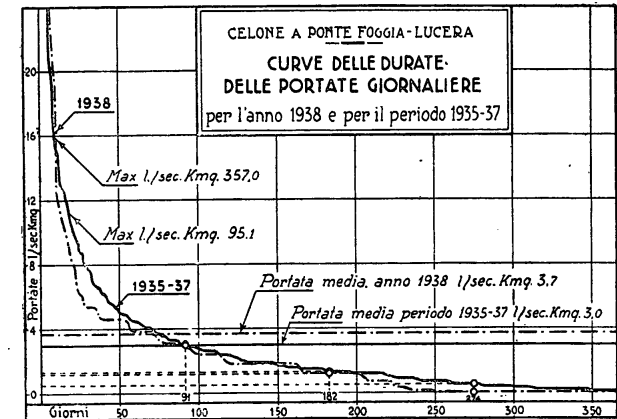 CELONE A PONTE FOGGIA-LUCERA
CURVE DELLE DURATE
DELLE PORTATE GIORNALIERE
per l'anno 1938 e per il periodo 1935-37
20
16
12
8
4
0
Portate l/sec Kmq
1938
Max l./sec. Kmq. 357,0
Max l./sec. Kmq. 95.1
1935-37
Portata media anno 1938 l/sec. Kmq. 3,7
Portata media periodo 1935-37 l/sec. Kmq. 3,0
91
182
274
Giorni
50
100
150
200
250
300
350